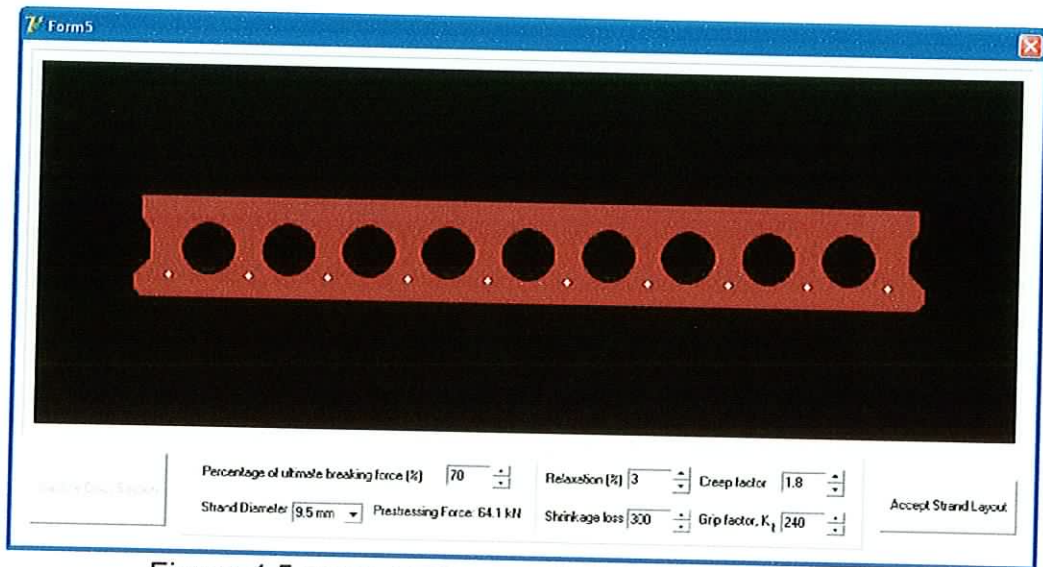 Form5
Percentage of ultimate breaking force (%) 70
Relaxation (%) 3
Creep factor 1.8
Strand Diameter 9.5 mm
Prestressing Force: 64.1 kN
Shrinkage loss 300
Grip factor, Kt 240
Accept Strand Layout